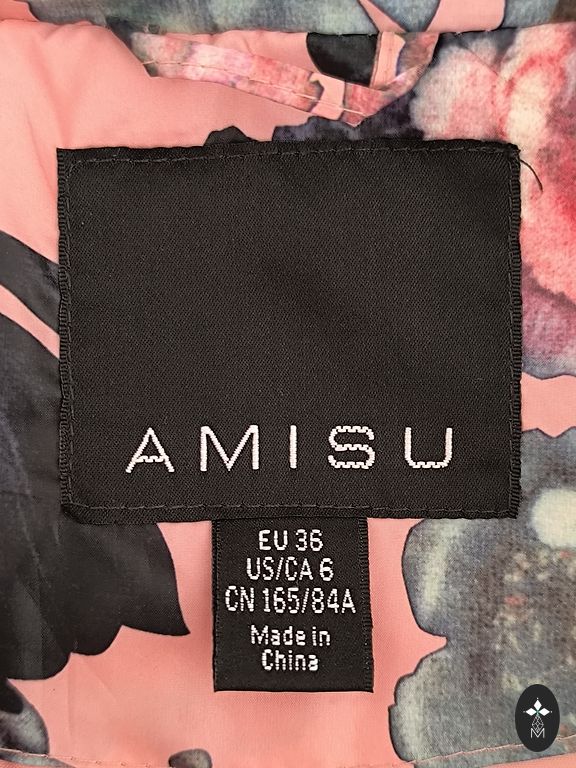 AMISU
EU 36
US/CA 6
CN 165/84A
Made in
China
M